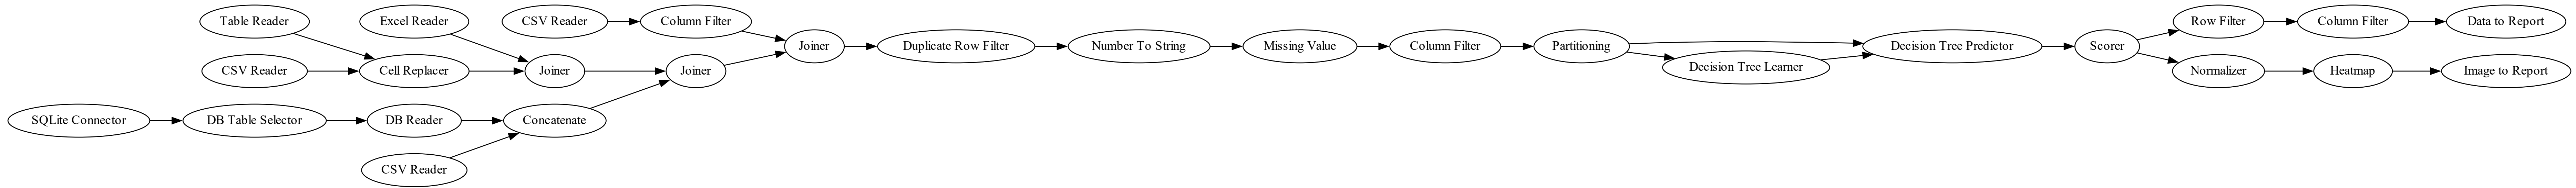 Table Reader
Excel Reader
CSV Reader
Column Filter
CSV Reader
Cell Replacer
Joiner
Joiner
Joiner
SQLite Connector
DB Table Selector
DB Reader
Concatenate
CSV Reader
Duplicate Row Filter
Number To String
Missing Value
Column Filter
Partitioning
Decision Tree Learner
Decision Tree Predictor
Scorer
Row Filter
Column Filter
Data to Report
Normalizer
Heatmap
Image to Report